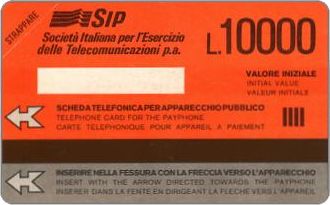 STRAPPARE
SIP
Società Italiana per l'Esercizio
delle Telecomunicazioni p.a.
L.10000
VALORE INIZIALE
INITIAL VALUE
VALEUR INITIALE
SCHEDA TELEFONICA PER APPARECCHIO PUBBLICO
TELEPHONE CARD FOR THE PAYPHONE
CARTE TELEPHONIQUE POUR APPAREIL A PAIEMENT
INSERIRE NELLA FESSURA CON LA FRECCIA VERSO L'APPARECCHIO
INSERT WITH THE ARROW DIRECTED TOWARDS THE PAYPHONE
INSERER DANS LA FENTE EN DIRIGEANT LA FLECHE VERS L'APPAREIL